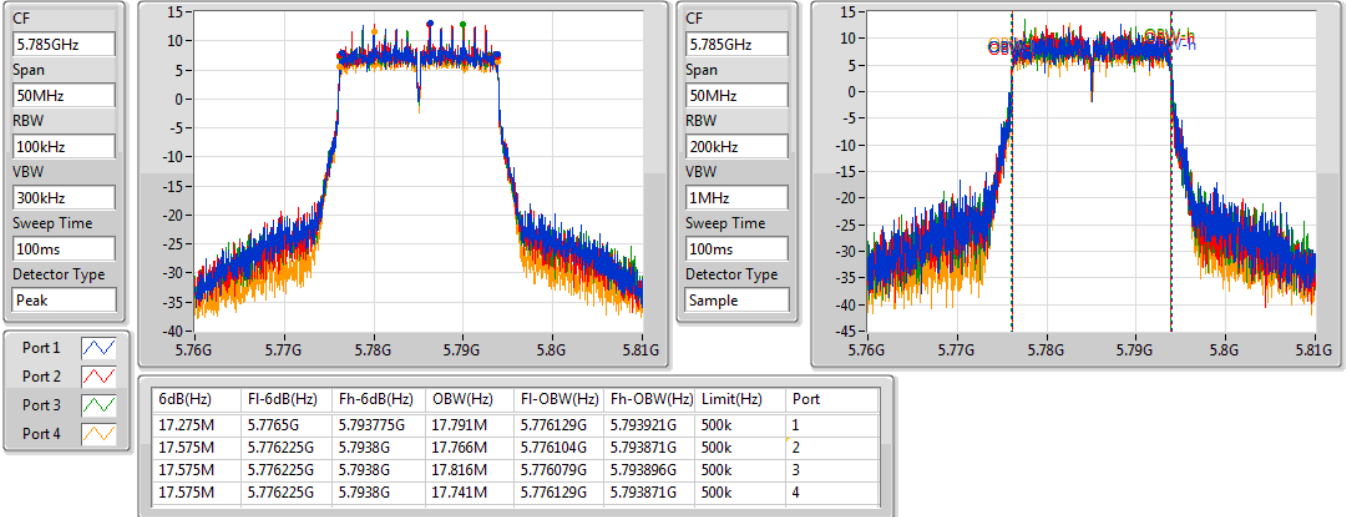 CF
5.785GHz
Span
50MHz
RBW
100kHz
VBW
300kHz
Sweep Time
100ms
Detector Type
Peak
15
10
5
0
-5
-10
-15
-20
-25
-30
-35
-40
5.76G 5.77G 5.78G 5.79G 5.8G 5.81G
CF
5.785GHz
Span
50MHz
RBW
200kHz
VBW
1MHz
Sweep Time
100ms
Detector Type
Sample
15
10
5
0
-5
-10
-15
-20
-25
-30
-35
-40
-45
OBW-h
5.76G 5.77G 5.78G 5.79G 5.8G 5.81G
Port 1
Port 2
Port 3
Port 4
6dB(Hz) Fl-6dB(Hz) Fh-6dB(Hz) OBW(Hz) Fl-OBW(Hz) Fh-OBW(Hz) Limit(Hz) Port
17.275M 5.7765G 5.793775G 17.791M 5.776129G 5.793921G 500k 1
17.575M 5.776225G 5.7938G 17.766M 5.776104G 5.793871G 500k 2
17.575M 5.776225G 5.7938G 17.816M 5.776079G 5.793896G 500k 3
17.575M 5.776225G 5.7938G 17.741M 5.776129G 5.793871G 500k 4